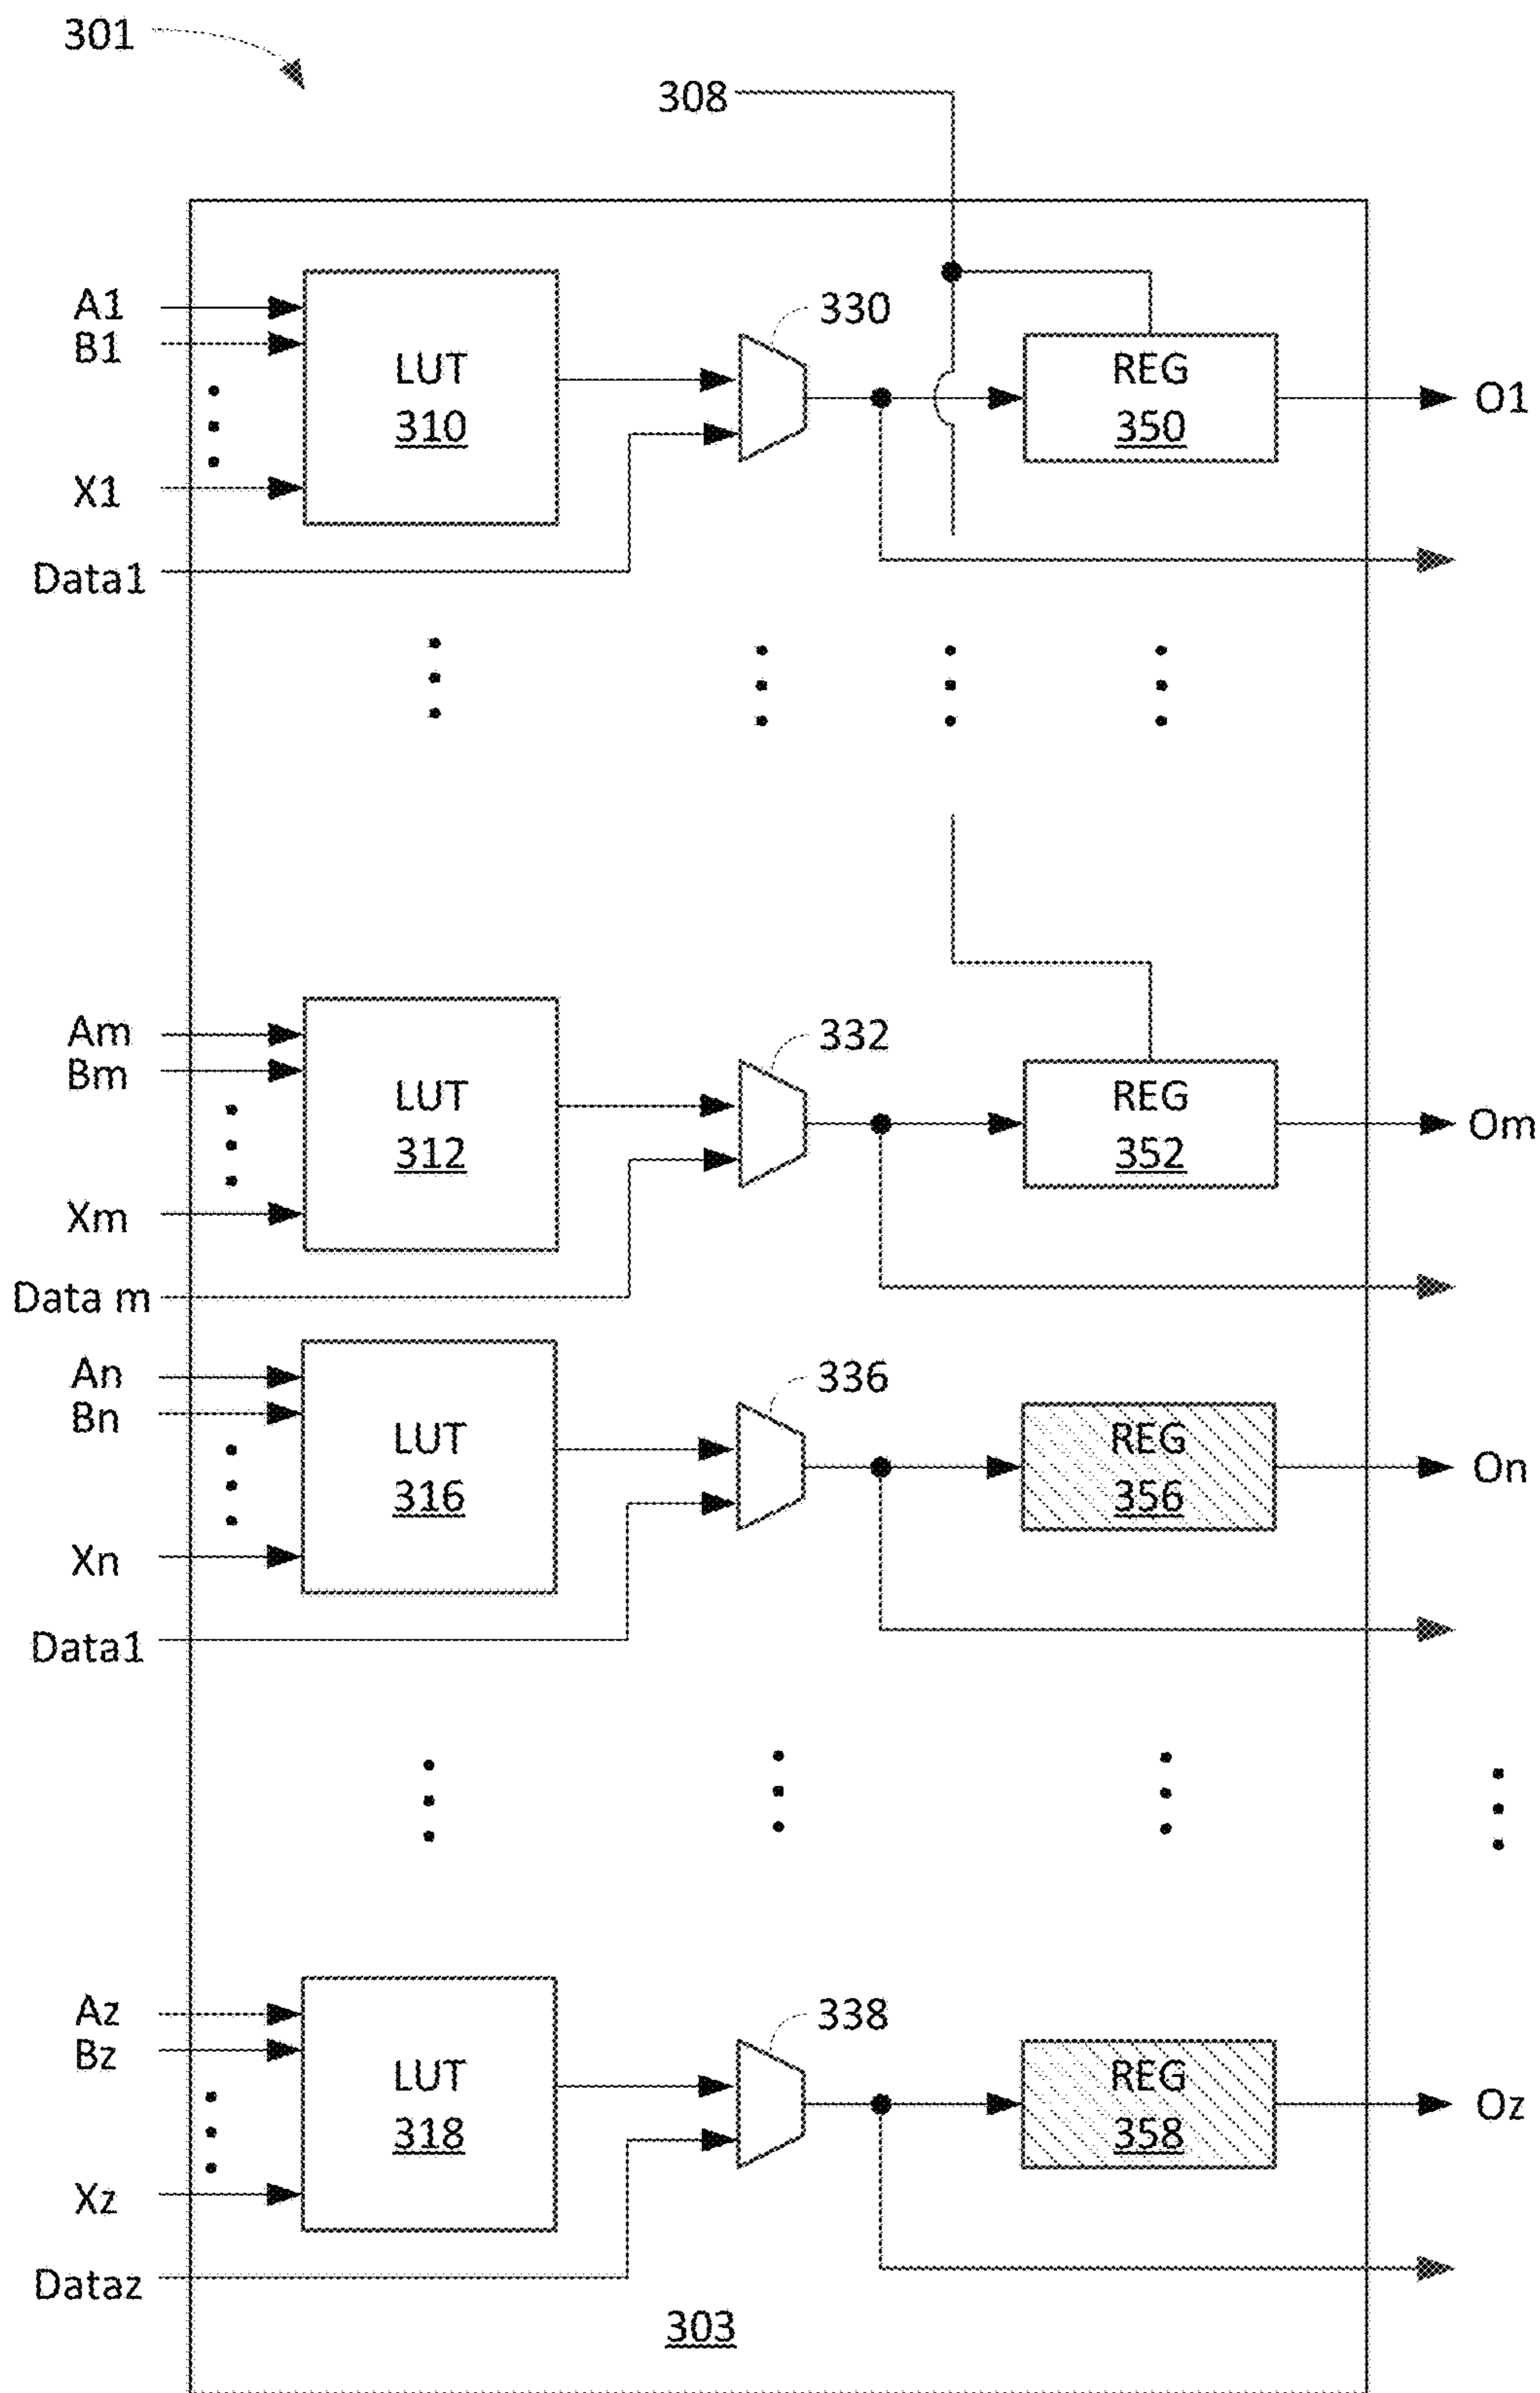 301
308
A1
B1
X1
Data1
LUT
310
330
REG
350
O1
Am
Bm
Xm
Data m
LUT
312
332
REG
352
Om
An
Bn
Xn
Data1
LUT
316
336
REG
356
On
Az
Bz
Xz
Dataz
LUT
318
338
REG
358
Oz
303